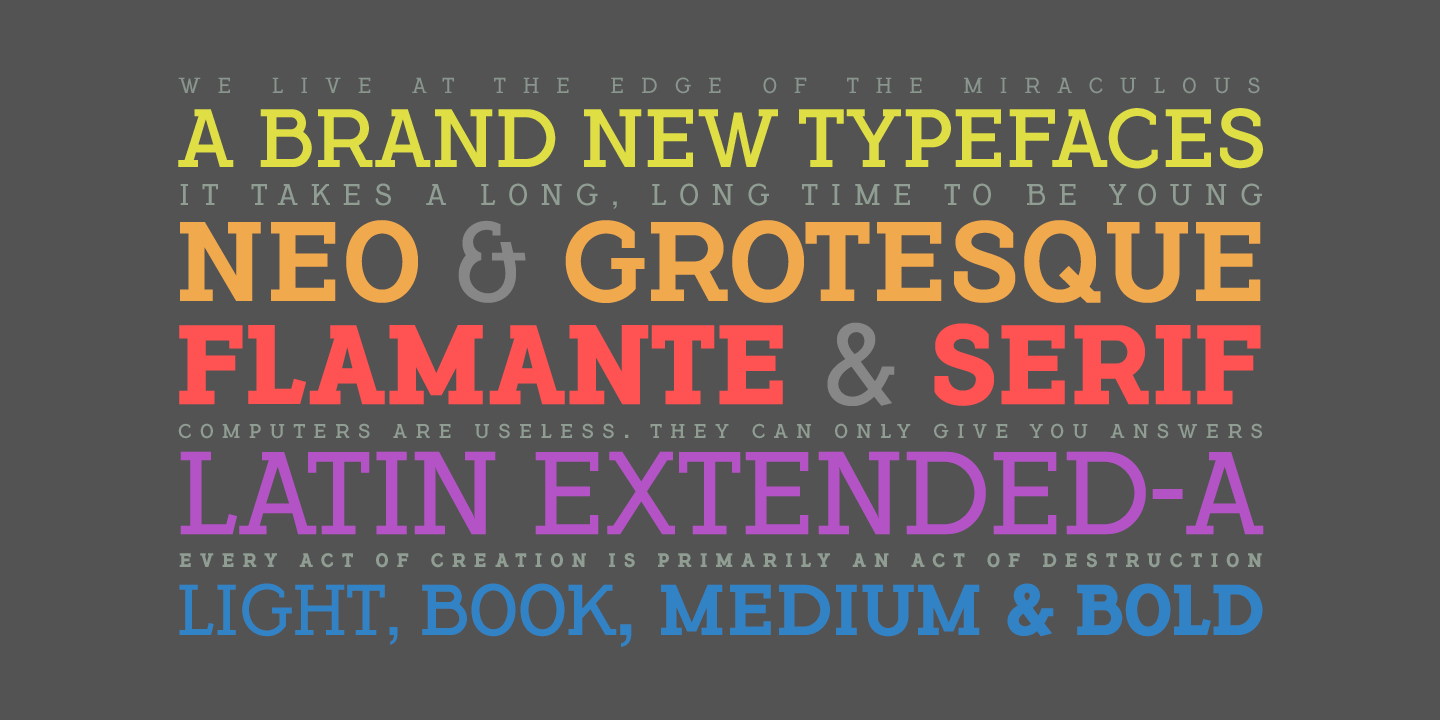 WE LIVE AT THE EDGE OF THE MIRACULOUS
A BRAND NEW TYPEFACES
IT TAKES A LONG, LONG TIME TO BE YOUNG
NEO & GROTESQUE
FLAMANTE & SERIF
COMPUTERS ARE USELESS. THEY CAN ONLY GIVE YOU ANSWERS
LATIN EXTENDED-A
EVERY ACT OF CREATION IS PRIMARILY AN ACT OF DESTRUCTION
LIGHT, BOOK, MEDIUM & BOLD